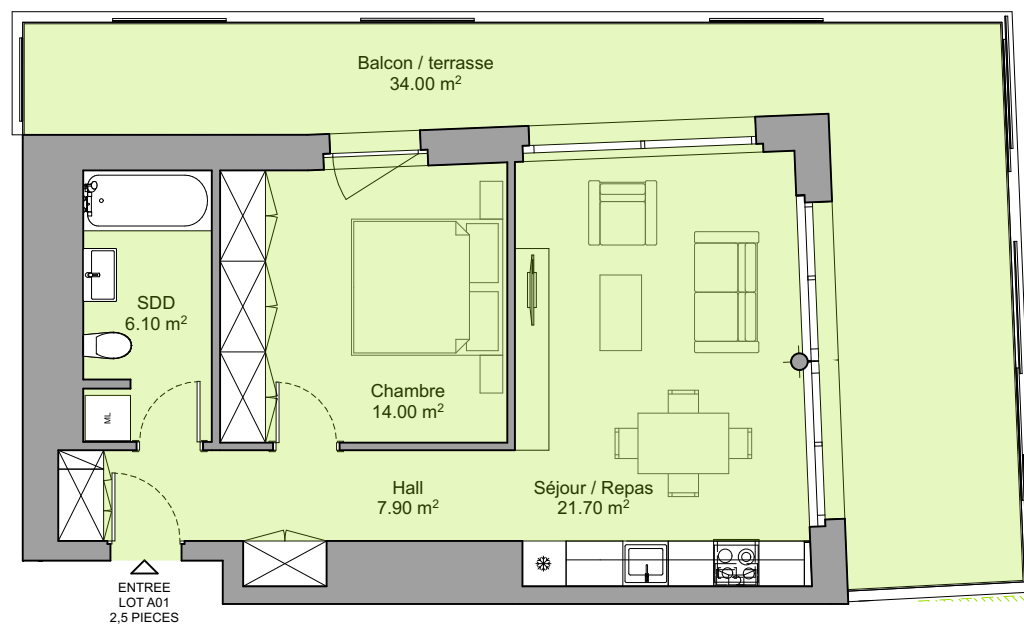 Balcon / terrasse
34.00 m²
SDD
6.10 m²
Chambre
14.00 m²
ML
Hall
7.90 m²
Séjour / Repas
21.70 m²
ENTREE
LOT A01
2,5 PIECES